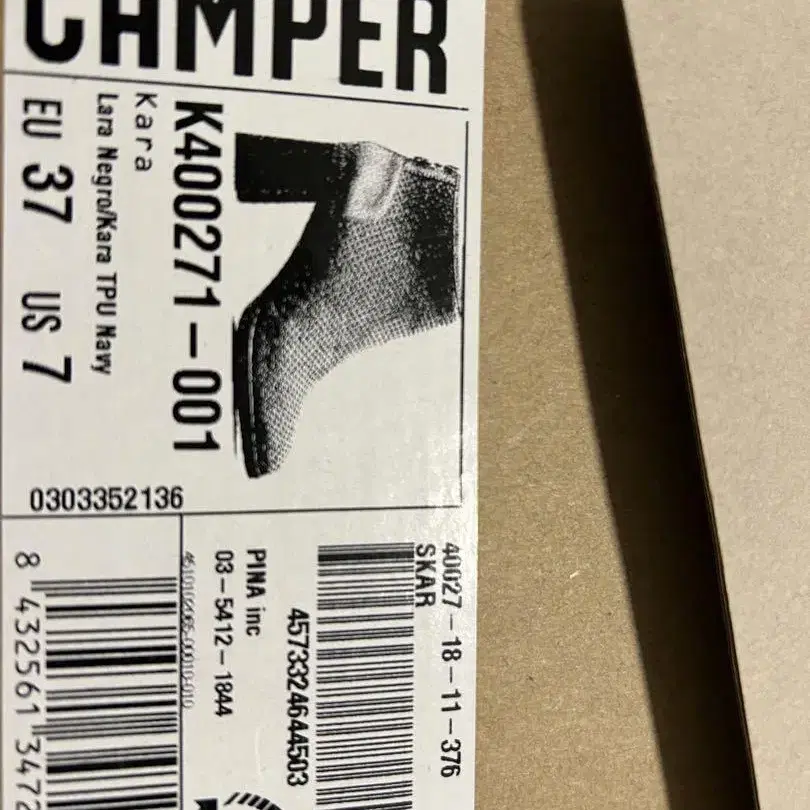 CAMPER
K400271-001
Kara
Lara Negro/Kara TPU Navy
EU 37 US 7
0303352136
40027-18-11-376
SKAR
4573324644503
PINA inc
03-5412-1844
8 432561 3472